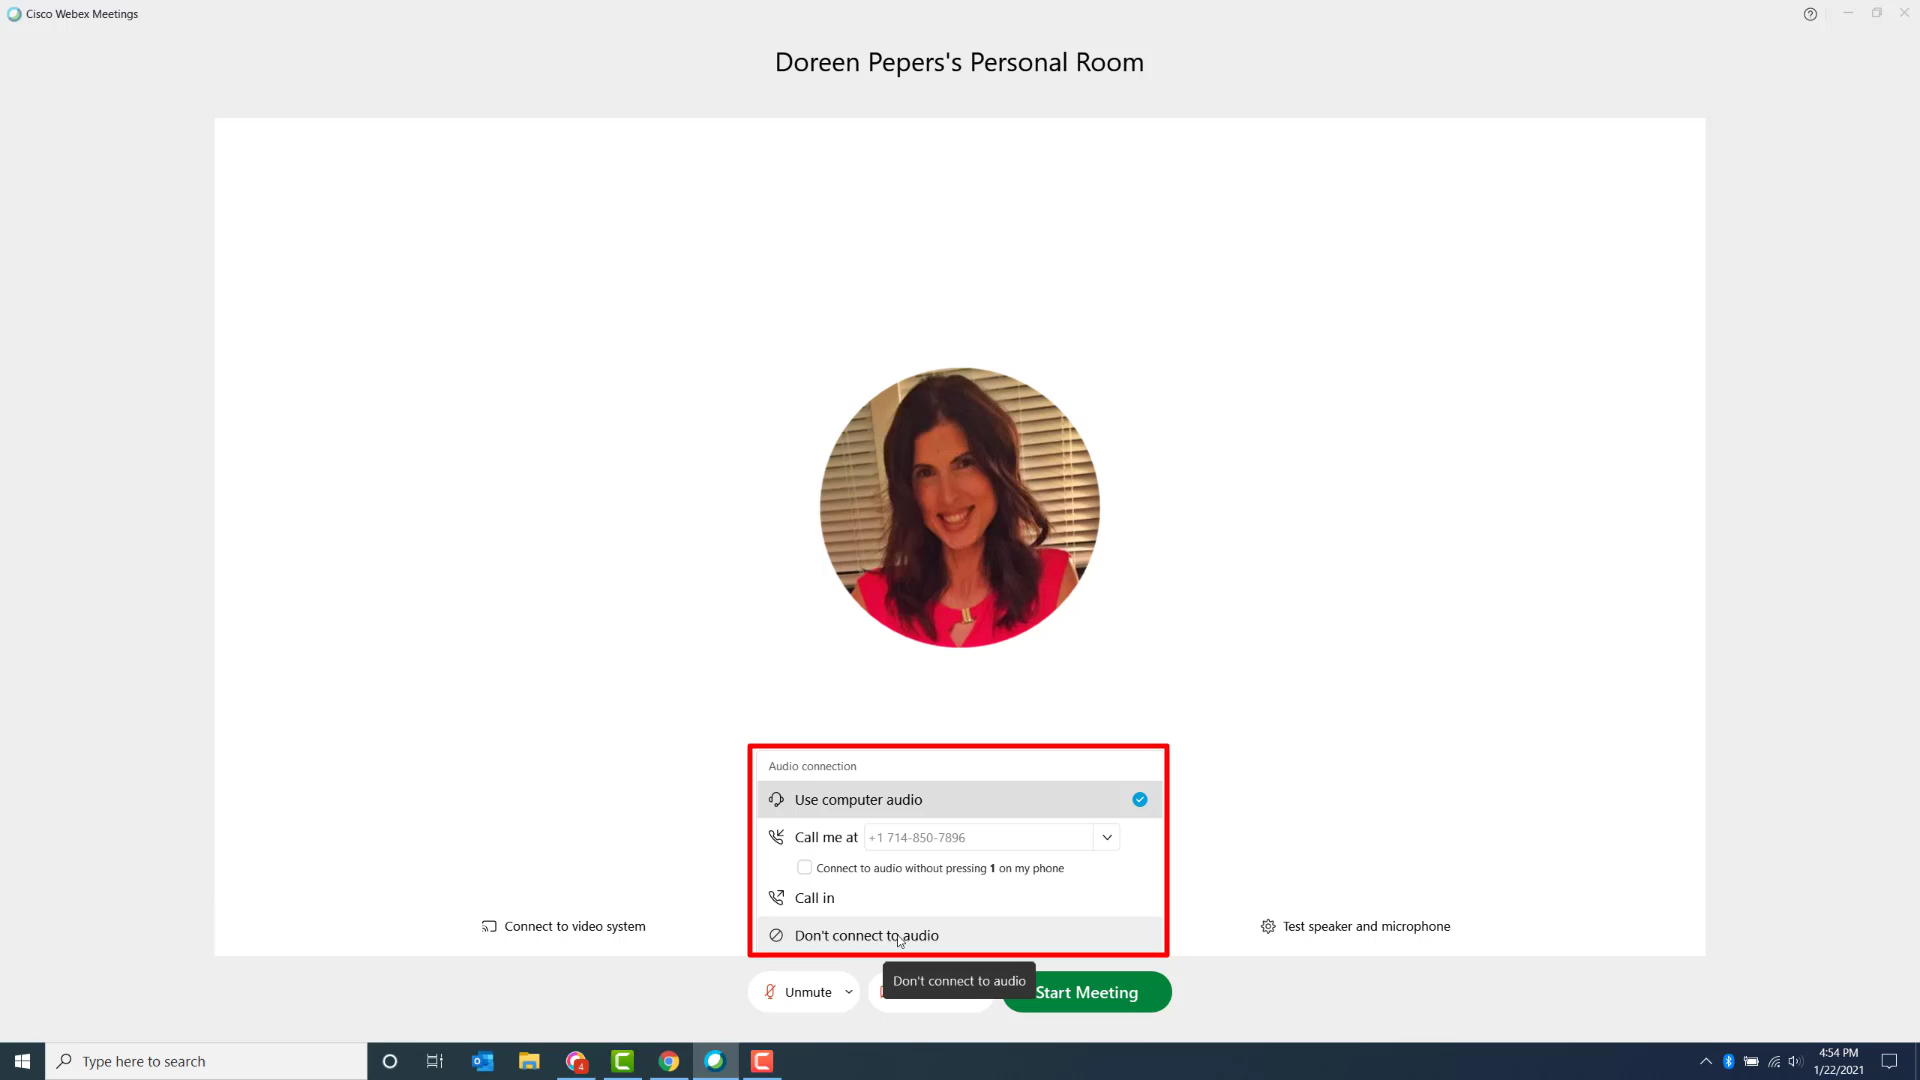 Cisco Webex Meetings
Doreen Pepers's Personal Room
Audio connection
Use computer audio
Call me at +1 714-850-7896
Connect to audio without pressing 1 on my phone
Call in
Don't connect to audio
Connect to video system
Test speaker and microphone
Don't connect to audio
Unmute
Start Meeting
Type here to search
4
4:54 PM
1/22/2021